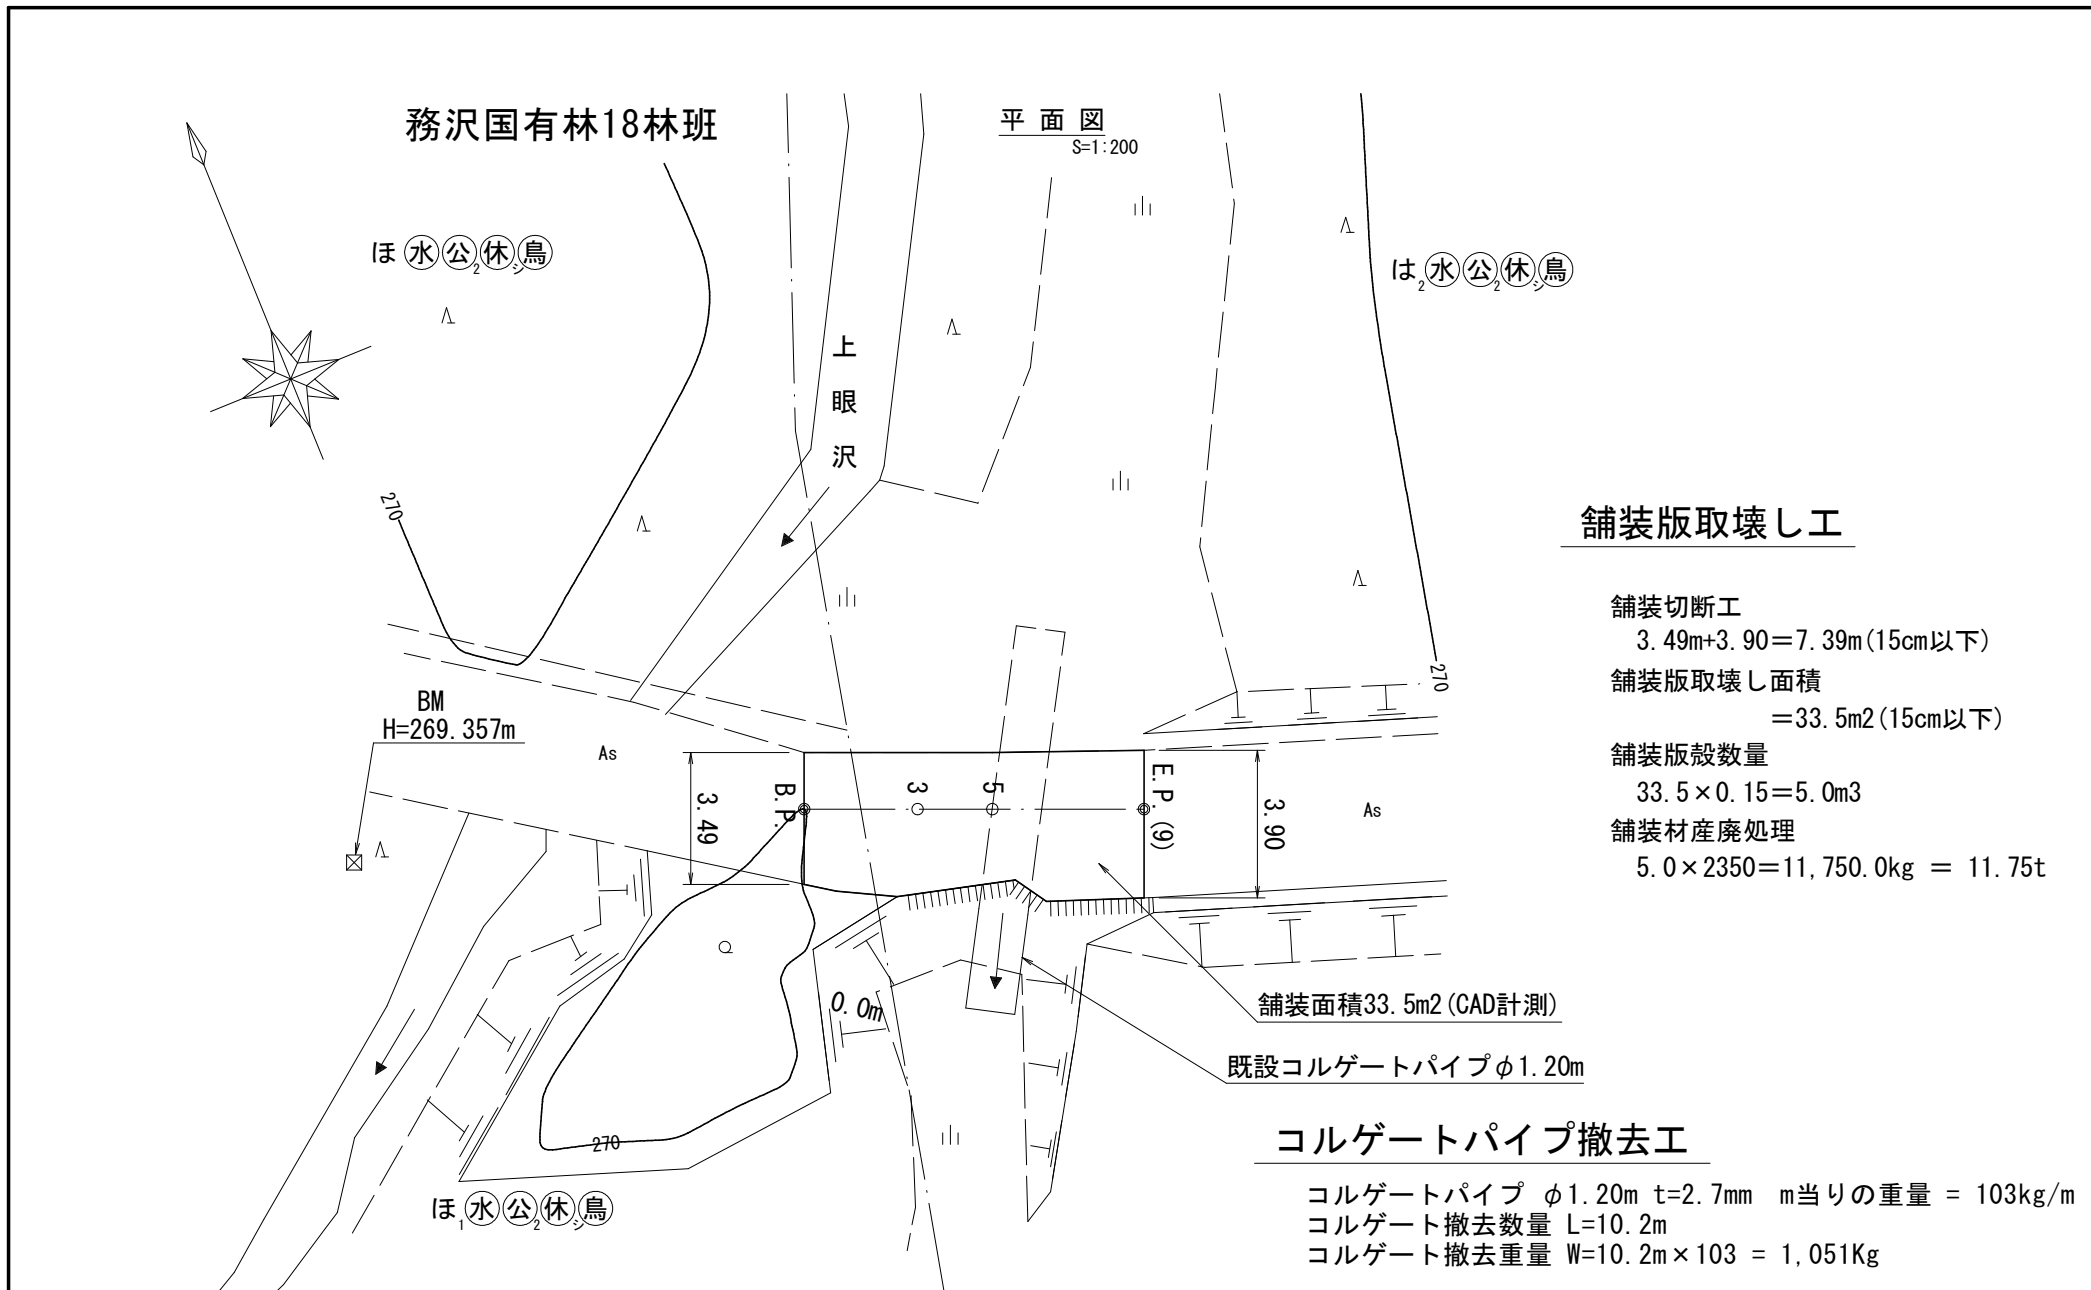 務沢国有林18林班
平 面 図
S=1:200
ほ 水 公2 休シ 鳥
は2 水 公2 休シ 鳥
上眼沢
270
270
BM
H=269.357m
As
3.49
B.P.
3
5
E.P.(9)
3.90
As
0.0m
270
ほ1 水 公2 休シ 鳥
舗装面積33.5m2(CAD計測)
既設コルゲートパイプφ1.20m
舗装版取壊し工
舗装切断工
3.49m+3.90=7.39m(15cm以下)
舗装版取壊し面積
=33.5m2(15cm以下)
舗装版殻数量
33.5×0.15=5.0m3
舗装材産廃処理
5.0×2350=11,750.0kg = 11.75t
コルゲートパイプ撤去工
コルゲートパイプ φ1.20m t=2.7mm m当りの重量 = 103kg/m
コルゲート撤去数量 L=10.2m
コルゲート撤去重量 W=10.2m×103 = 1,051Kg